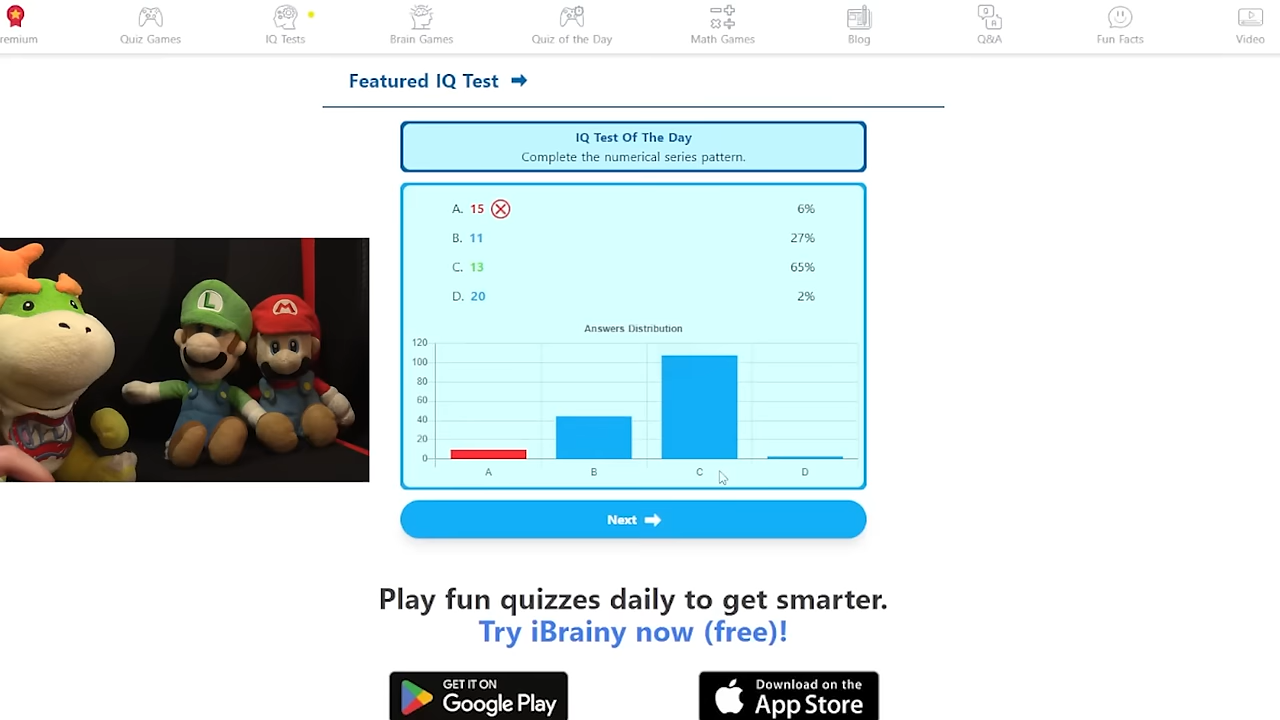 remium
Quiz Games
IQ Tests
Brain Games
Quiz of the Day
Math Games
Blog
Q&A
Fun Facts
Video
Featured IQ Test
IQ Test Of The Day
Complete the numerical series pattern.
A. 15 6%
B. 11 27%
C. 13 65%
D. 20 2%
Answers Distribution
120
100
80
60
40
20
0
A B C D
Next
Play fun quizzes daily to get smarter.
Try iBrainy now (free)!
GET IT ON
Google Play
Download on the
App Store
L
M